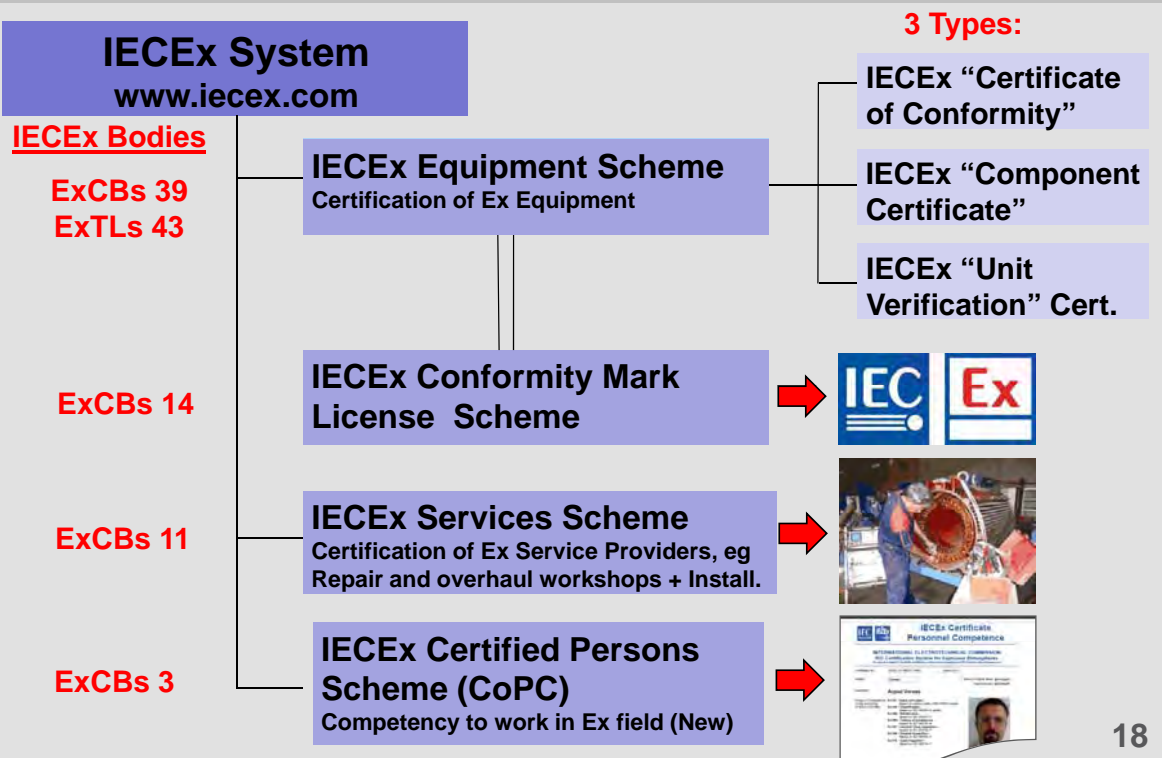 IECEx System
www.iecex.com
IECEx Bodies
ExCBs 39
ExTLs 43
IECEx Equipment Scheme
Certification of Ex Equipment
3 Types:
IECEx “Certificate
of Conformity”
IECEx “Component
Certificate”
IECEx “Unit
Verification” Cert.
ExCBs 14
IECEx Conformity Mark
License Scheme
IEC Ex
ExCBs 11
IECEx Services Scheme
Certification of Ex Service Providers, eg
Repair and overhaul workshops + Install.
ExCBs 3
IECEx Certified Persons
Scheme (CoPC)
Competency to work in Ex field (New)
IECEx Certificate
Personnel Competence
INTERNATIONAL ELECTROTECHNICAL COMMISSION
18